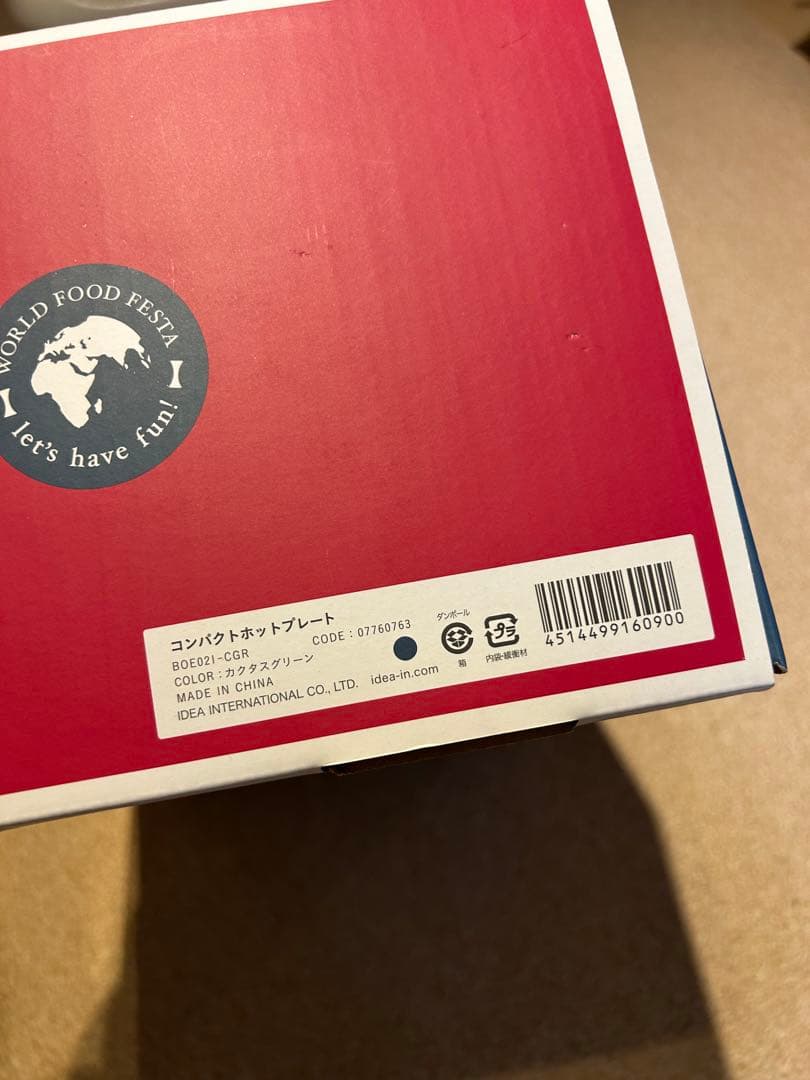 WORLD FOOD FESTA
let's have fun!
コンパクトホットプレート
BOE021-CGR
CODE : 07760763
COLOR : カクタスグリーン
MADE IN CHINA
IDEA INTERNATIONAL CO., LTD.
idea-in.com
ダンボール
箱
プラ
内袋・緩衝材
4514499160900